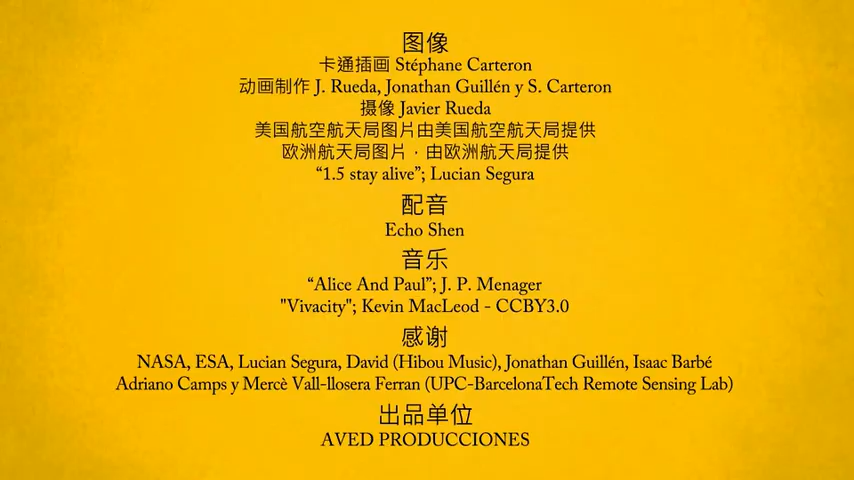 图像
卡通插画 Stéphane Carteron
动画制作 J. Rueda, Jonathan Guillén y S. Carteron
摄像 Javier Rueda
美国航空航天局图片由美国航空航天局提供
欧洲航天局图片，由欧洲航天局提供
“1.5 stay alive”; Lucian Segura
配音
Echo Shen
音乐
“Alice And Paul”; J. P. Menager
"Vivacity"; Kevin MacLeod - CCBY3.0
感谢
NASA, ESA, Lucian Segura, David (Hibou Music), Jonathan Guillén, Isaac Barbé
Adriano Camps y Mercè Vall-llosera Ferran (UPC-BarcelonaTech Remote Sensing Lab)
出品单位
AVED PRODUCCIONES